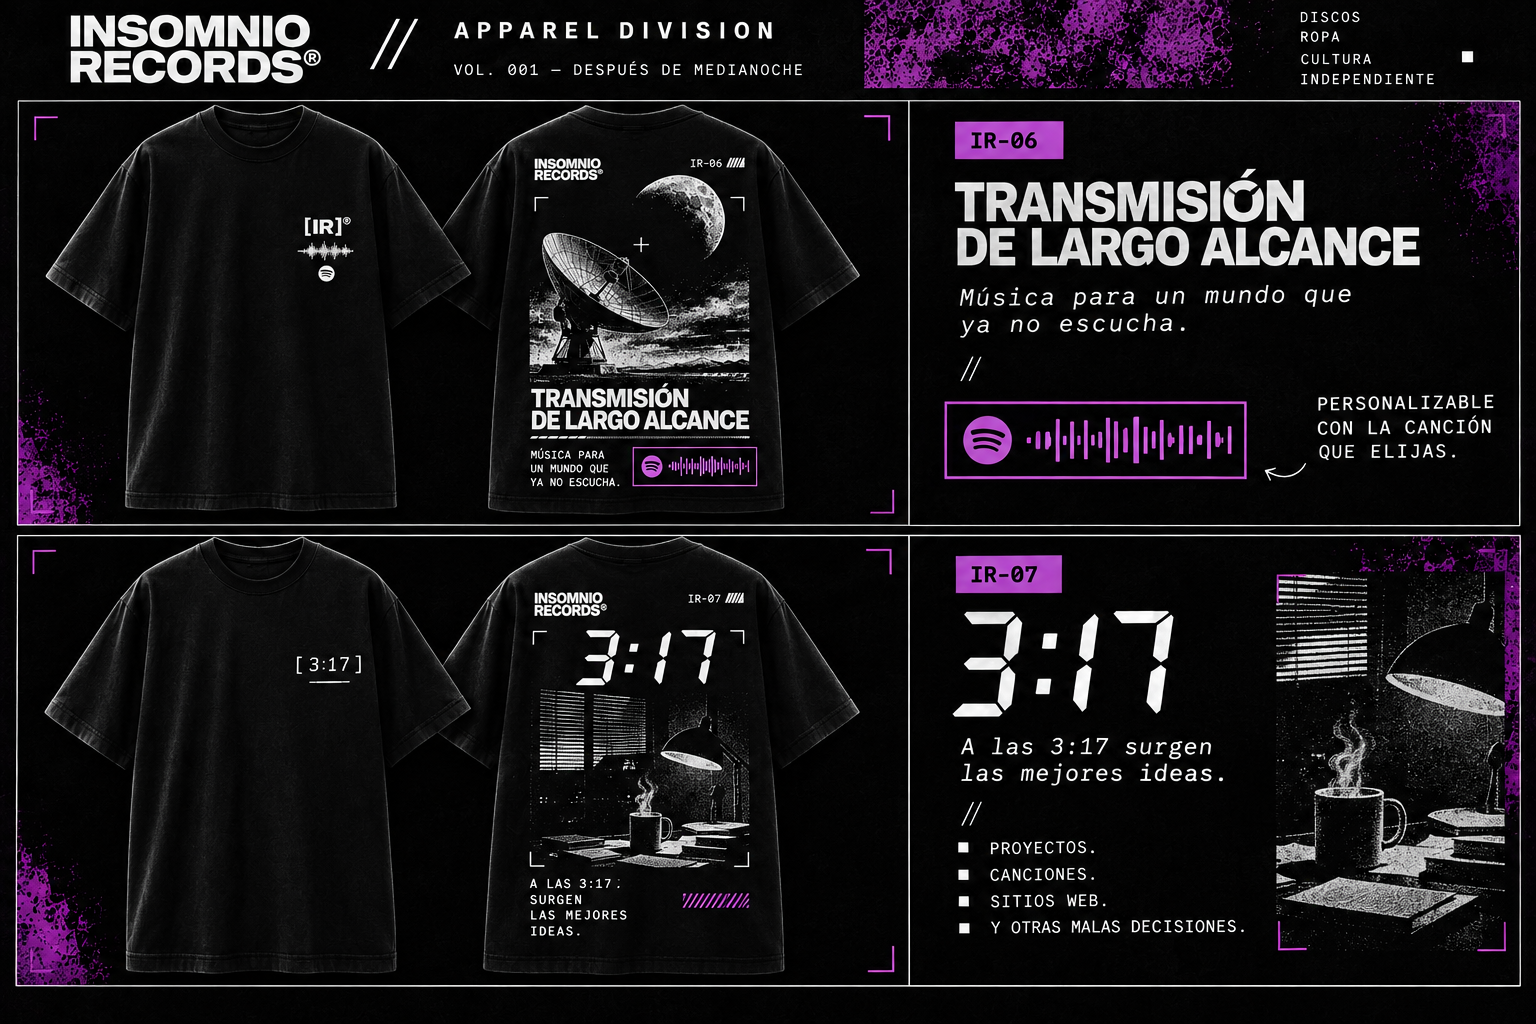 INSOMNIO
RECORDS®
//
APPAREL DIVISION
VOL. 001 — DESPUÉS DE MEDIANOCHE
DISCOS
ROPA
CULTURA
INDEPENDIENTE
[IR]®
INSOMNIO
RECORDS®
IR-06
TRANSMISIÓN
DE LARGO ALCANCE
MÚSICA PARA
UN MUNDO QUE
YA NO ESCUCHA.
IR-06
TRANSMISIÓN
DE LARGO ALCANCE
Música para un mundo que
ya no escucha.
//
PERSONALIZABLE
CON LA CANCIÓN
QUE ELIJAS.
[3:17]
INSOMNIO
RECORDS®
IR-07
3:17
A LAS 3:17.
SURGEN
LAS MEJORES
IDEAS.
IR-07
3:17
A las 3:17 surgen
las mejores ideas.
//
PROYECTOS.
CANCIONES.
SITIOS WEB.
Y OTRAS MALAS DECISIONES.